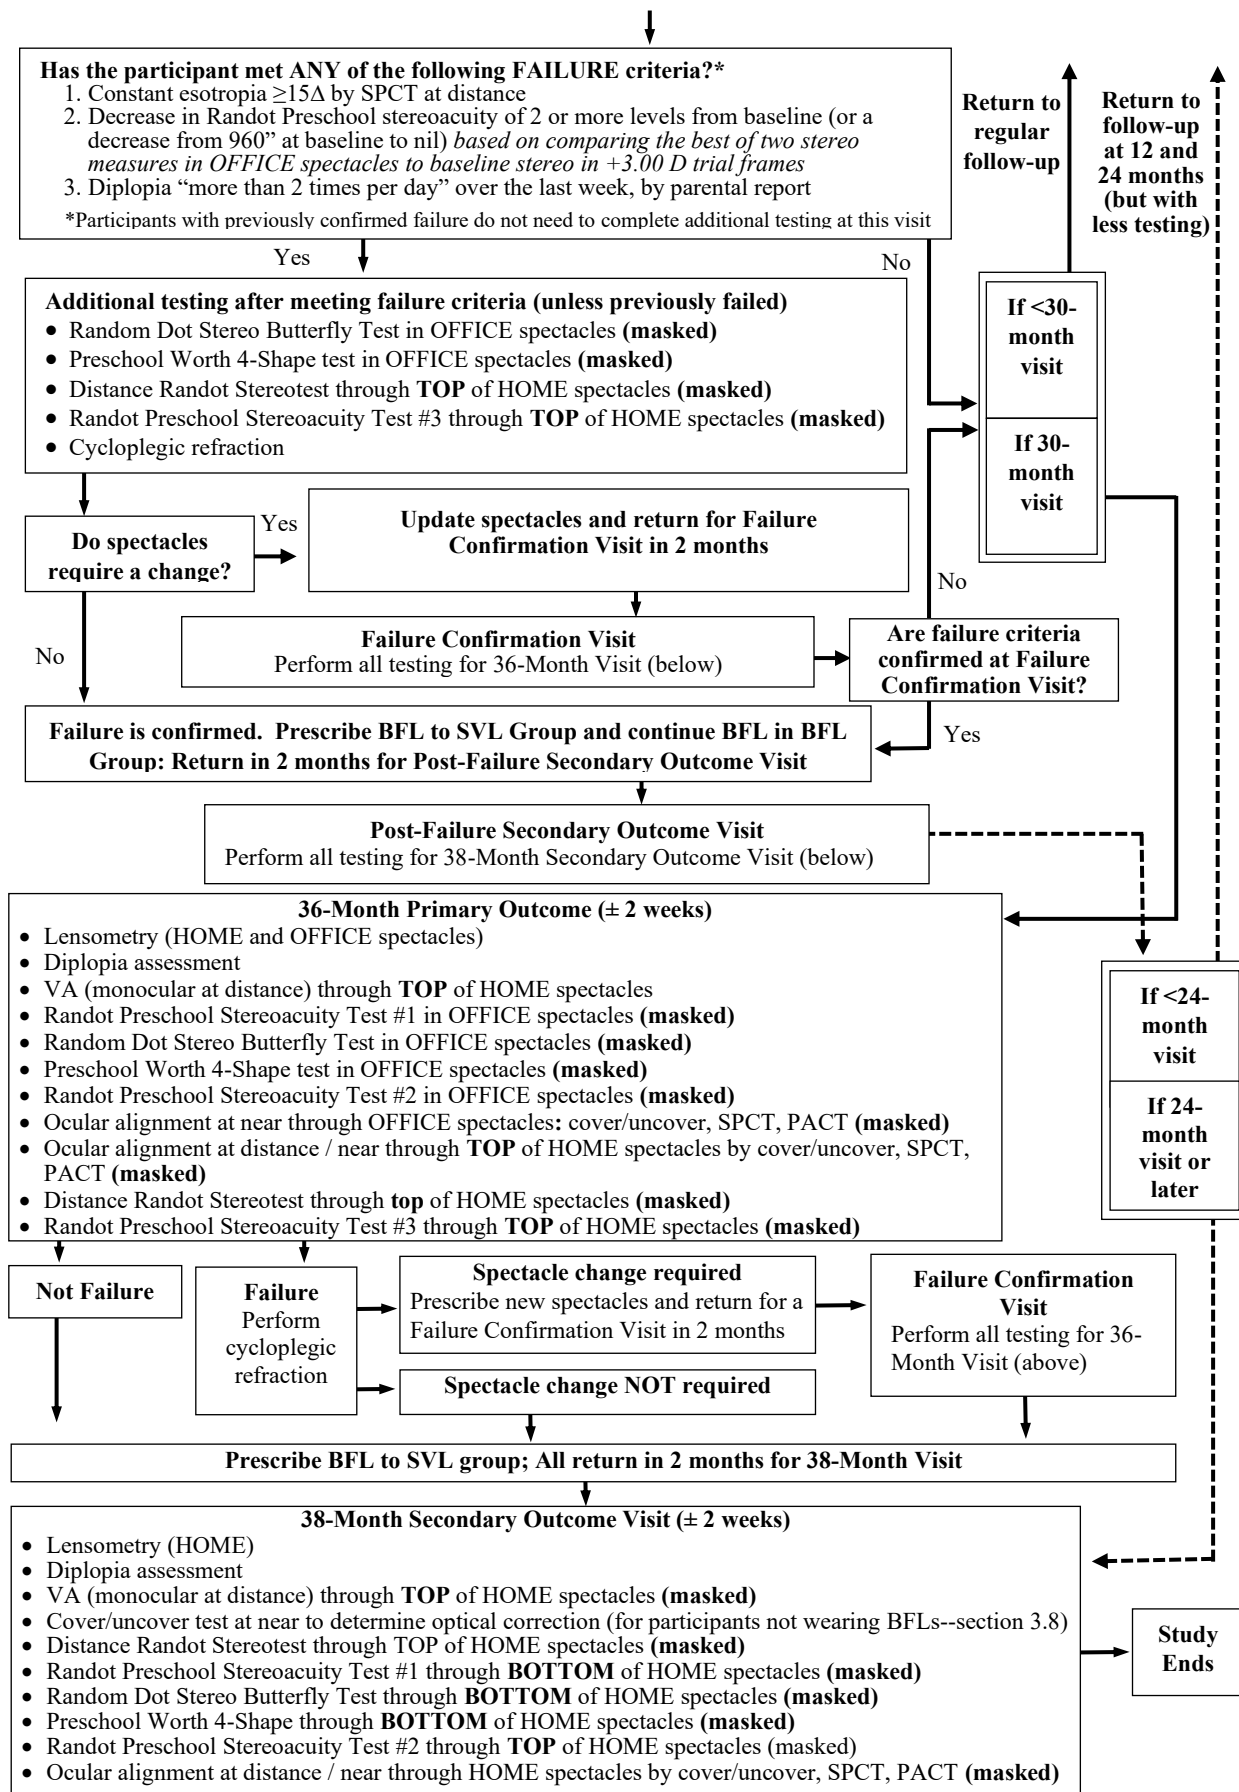 Has the participant met ANY of the following FAILURE criteria?*
1. Constant esotropia ≥15Δ by SPCT at distance
2. Decrease in Randot Preschool stereoacuity of 2 or more levels from baseline (or a
decrease from 960” at baseline to nil) based on comparing the best of two stereo
measures in OFFICE spectacles to baseline stereo in +3.00 D trial frames
3. Diplopia “more than 2 times per day” over the last week, by parental report
*Participants with previously confirmed failure do not need to complete additional testing at this visit
Return to
regular
follow-up
Return to
follow-up
at 12 and
24 months
(but with
less testing)
Yes
No
Additional testing after meeting failure criteria (unless previously failed)
• Random Dot Stereo Butterfly Test in OFFICE spectacles (masked)
• Preschool Worth 4-Shape test in OFFICE spectacles (masked)
• Distance Randot Stereotest through TOP of HOME spectacles (masked)
• Randot Preschool Stereoacuity Test #3 through TOP of HOME spectacles (masked)
• Cycloplegic refraction
If <30-
month
visit
If 30-
month
visit
Do spectacles
require a change?
Yes
Update spectacles and return for Failure
Confirmation Visit in 2 months
No
No
Failure Confirmation Visit
Perform all testing for 36-Month Visit (below)
Are failure criteria
confirmed at Failure
Confirmation Visit?
Yes
Failure is confirmed. Prescribe BFL to SVL Group and continue BFL in BFL
Group: Return in 2 months for Post-Failure Secondary Outcome Visit
Post-Failure Secondary Outcome Visit
Perform all testing for 38-Month Secondary Outcome Visit (below)
36-Month Primary Outcome (± 2 weeks)
• Lensometry (HOME and OFFICE spectacles)
• Diplopia assessment
• VA (monocular at distance) through TOP of HOME spectacles
• Randot Preschool Stereoacuity Test #1 in OFFICE spectacles (masked)
• Random Dot Stereo Butterfly Test in OFFICE spectacles (masked)
• Preschool Worth 4-Shape test in OFFICE spectacles (masked)
• Randot Preschool Stereoacuity Test #2 in OFFICE spectacles (masked)
• Ocular alignment at near through OFFICE spectacles: cover/uncover, SPCT, PACT (masked)
• Ocular alignment at distance / near through TOP of HOME spectacles by cover/uncover, SPCT,
PACT (masked)
• Distance Randot Stereotest through top of HOME spectacles (masked)
• Randot Preschool Stereoacuity Test #3 through TOP of HOME spectacles (masked)
If <24-
month
visit
If 24-
month
visit or
later
Not Failure
Failure
Perform
cycloplegic
refraction
Spectacle change required
Prescribe new spectacles and return for a
Failure Confirmation Visit in 2 months
Spectacle change NOT required
Failure Confirmation
Visit
Perform all testing for 36-
Month Visit (above)
Prescribe BFL to SVL group; All return in 2 months for 38-Month Visit
38-Month Secondary Outcome Visit (± 2 weeks)
• Lensometry (HOME)
• Diplopia assessment
• VA (monocular at distance) through TOP of HOME spectacles (masked)
• Cover/uncover test at near to determine optical correction (for participants not wearing BFLs--section 3.8)
• Distance Randot Stereotest through TOP of HOME spectacles (masked)
• Randot Preschool Stereoacuity Test #1 through BOTTOM of HOME spectacles (masked)
• Random Dot Stereo Butterfly Test through BOTTOM of HOME spectacles (masked)
• Preschool Worth 4-Shape through BOTTOM of HOME spectacles (masked)
• Randot Preschool Stereoacuity Test #2 through TOP of HOME spectacles (masked)
• Ocular alignment at distance / near through HOME spectacles by cover/uncover, SPCT, PACT (masked)
Study
Ends